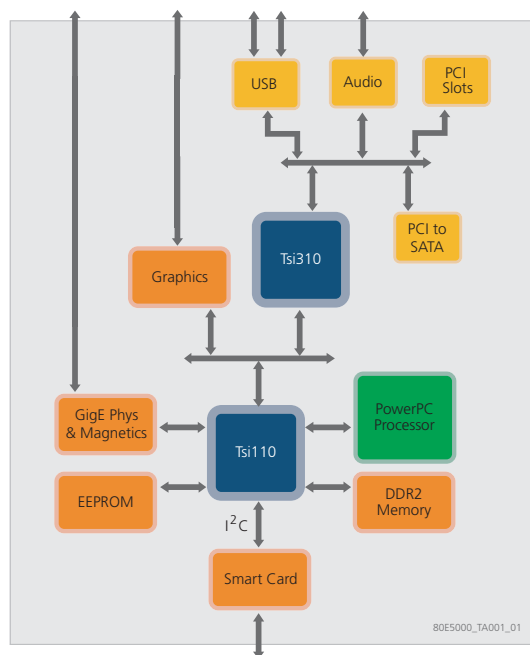 USB
Audio
PCI
Slots
Tsi310
PCI to
SATA
Graphics
GigE Phys
& Magnetics
Tsi110
PowerPC
Processor
EEPROM
DDR2
Memory
I²C
Smart Card
80E5000_TA001_01